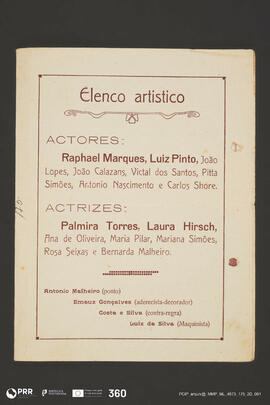 Elenco artistico
ACTORES:
Raphael Marques, Luiz Pinto, João
Lopes, João Calazans, Victal dos Santos, Pitta
Simões, Antonio Nascimento e Carlos Shore.
ACTRIZES:
Palmira Torres, Laura Hirsch,
Ana de Oliveira, Maria Pilar, Mariana Simões,
Rosa Seixas e Bernarda Malheiro.
Antonio Malheiro (ponto)
Emauz Gonçalves (aderecista-decorador)
Costa e Silva (contra-regra)
Luiz da Silva (Maquinista)
PRR
360